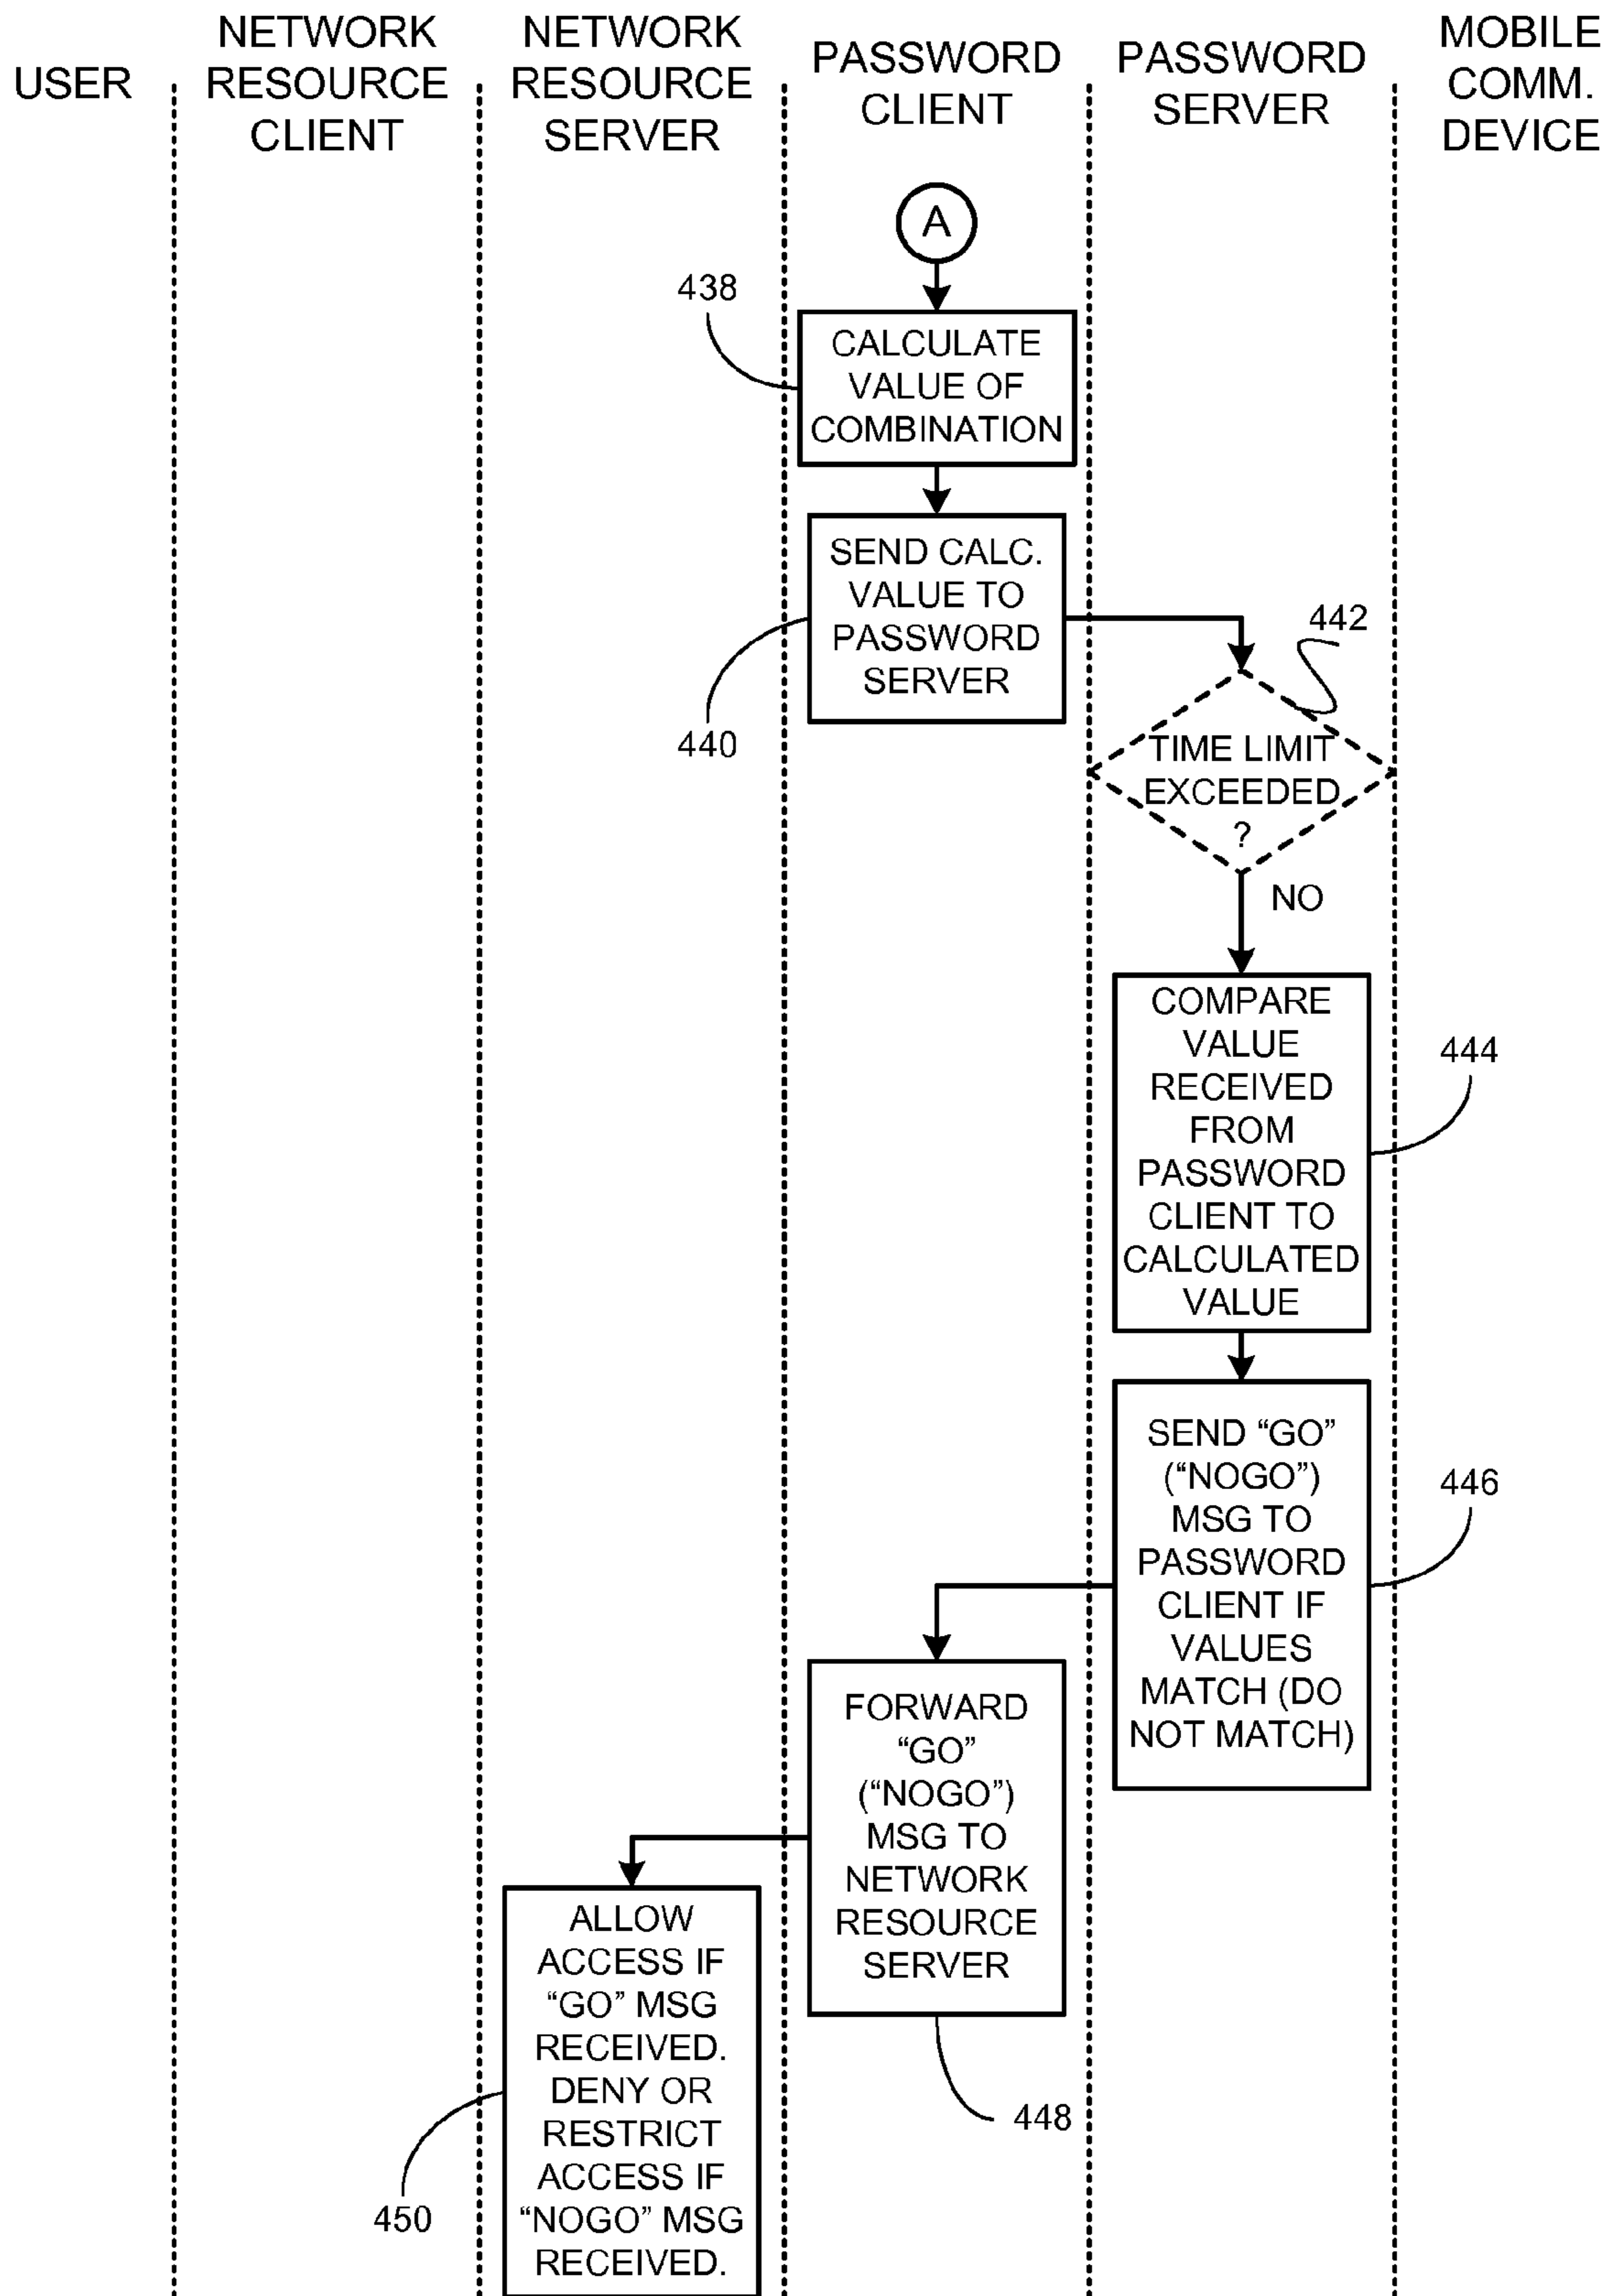 USER
NETWORK
RESOURCE
CLIENT
NETWORK
RESOURCE
SERVER
PASSWORD
CLIENT
PASSWORD
SERVER
MOBILE
COMM.
DEVICE
A
438
CALCULATE
VALUE OF
COMBINATION
SEND CALC.
VALUE TO
PASSWORD
SERVER
440
442
TIME LIMIT
EXCEEDED
?
NO
COMPARE
VALUE
RECEIVED
FROM
PASSWORD
CLIENT TO
CALCULATED
VALUE
444
SEND “GO”
(“NOGO”)
MSG TO
PASSWORD
CLIENT IF
VALUES
MATCH (DO
NOT MATCH)
446
FORWARD
“GO”
(“NOGO”)
MSG TO
NETWORK
RESOURCE
SERVER
448
ALLOW
ACCESS IF
“GO” MSG
RECEIVED.
DENY OR
RESTRICT
ACCESS IF
“NOGO” MSG
RECEIVED.
450